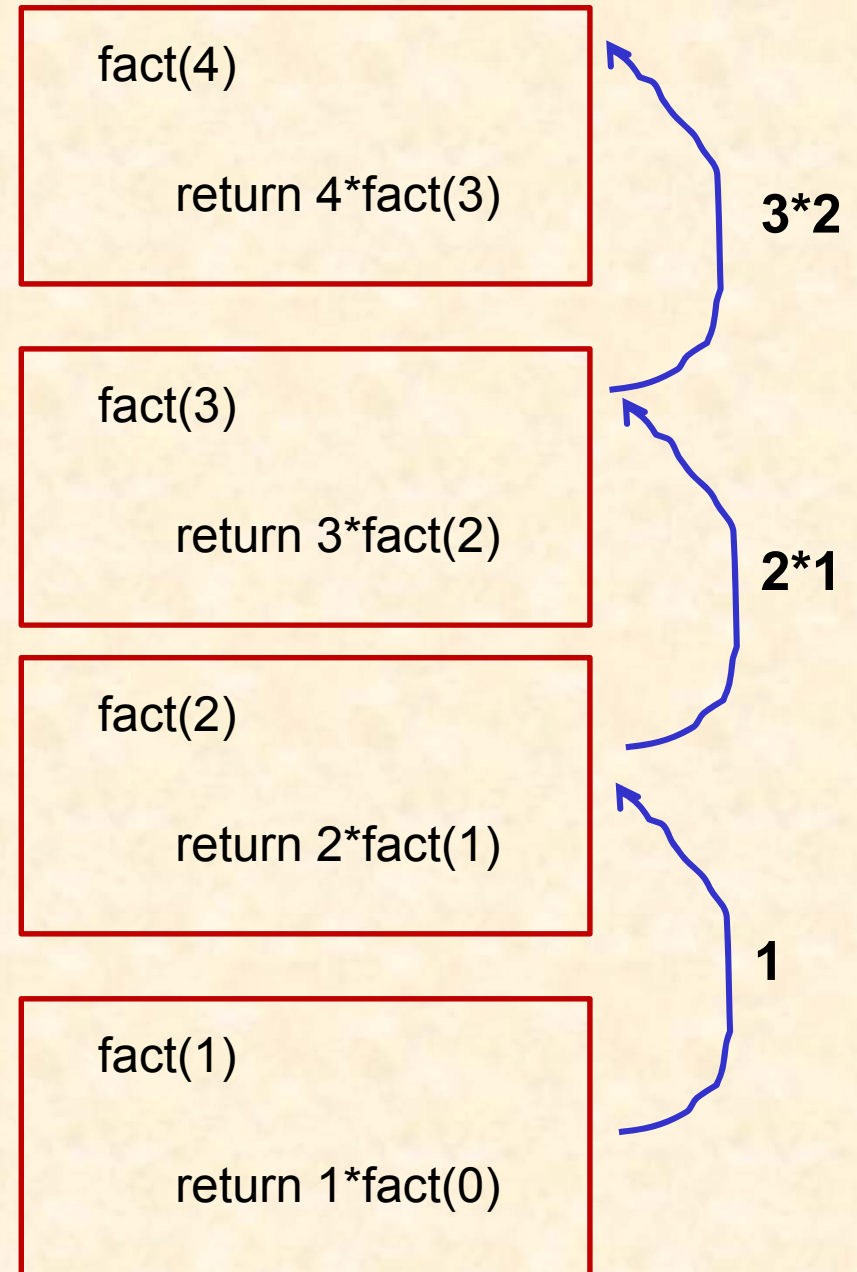 fact(4)
return 4*fact(3)
3*2
fact(3)
return 3*fact(2)
2*1
fact(2)
return 2*fact(1)
1
fact(1)
return 1*fact(0)